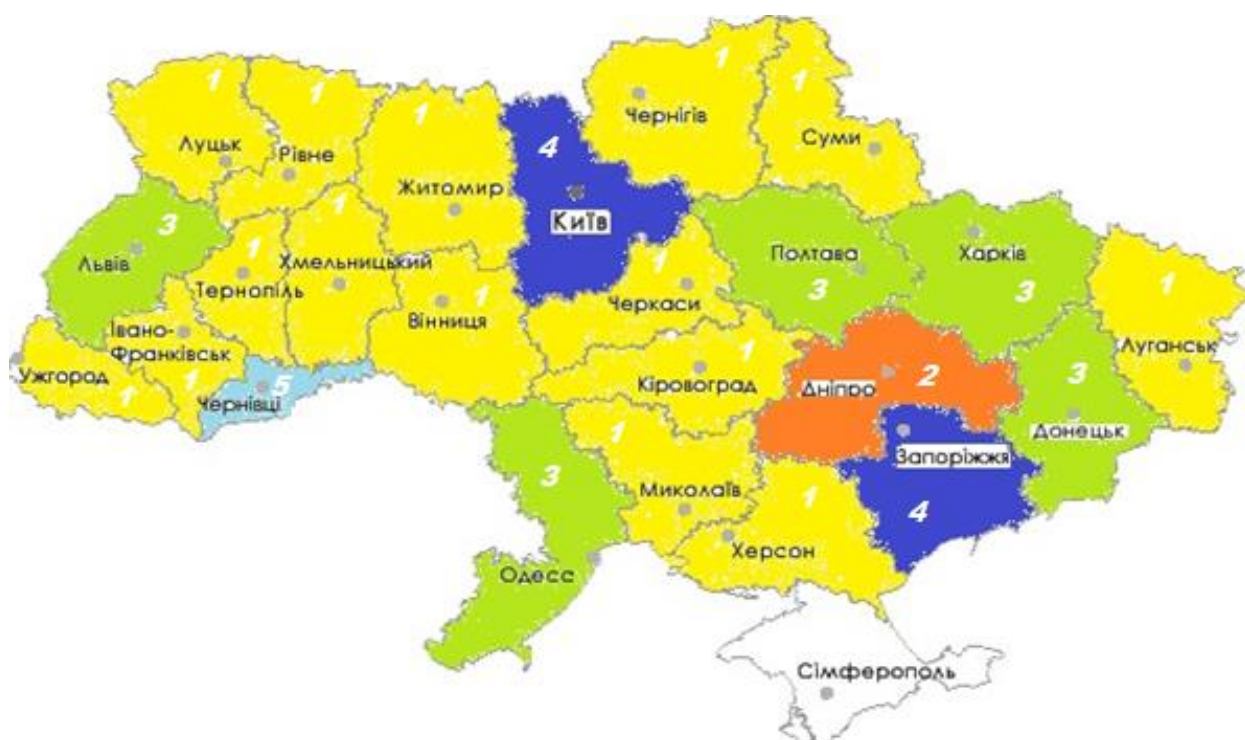 1
1
1
1
1
Чернігів
Суми
Луцьк
Рівне
4
Житомир
Київ
3
Львів
1
1
Тернопіль
Хмельницький
1
Вінниця
1
Черкаси
Полтава
3
Харків
3
1
Луганськ
Івано-
Франківськ
1
Ужгород
1
5
Чернівці
Кіровоград
1
Дніпро
2
3
Донецьк
3
Одесс
1
Миколаїв
1
Херсон
Запоріжжя
4
Сімферополь